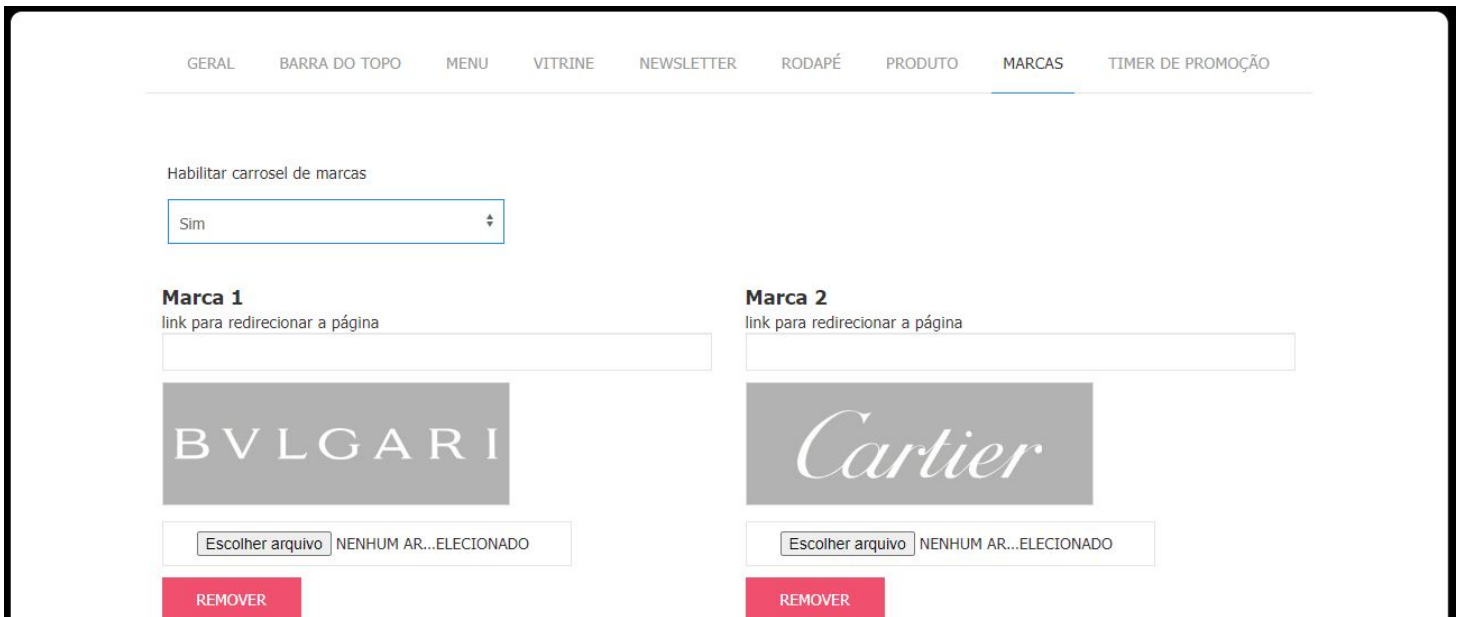 GERAL BARRA DO TOPO MENU VITRINE NEWSLETTER RODAPÉ PRODUTO MARCAS TIMER DE PROMOÇÃO
Habilitar carrosel de marcas
Sim
Marca 1
link para redirecionar a página
BVLGARI
Escolher arquivo NENHUM AR...ELECIONADO
REMOVER
Marca 2
link para redirecionar a página
Cartier
Escolher arquivo NENHUM AR...ELECIONADO
REMOVER